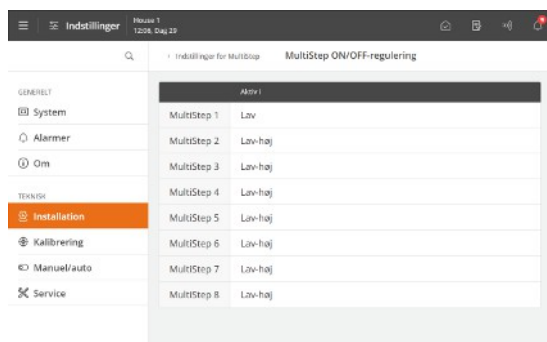 Indstillinger
House 1
12:06, Dag 29
Indstillinger for MultiStep
MultiStep ON/OFF-regulering
GENERELT
System
Alarmer
Om
TEKNISK
Installation
Kalibrering
Manuel/auto
Service
Aktiv i
MultiStep 1 Lav
MultiStep 2 Lav-høj
MultiStep 3 Lav-høj
MultiStep 4 Lav-høj
MultiStep 5 Lav-høj
MultiStep 6 Lav-høj
MultiStep 7 Lav-høj
MultiStep 8 Lav-høj